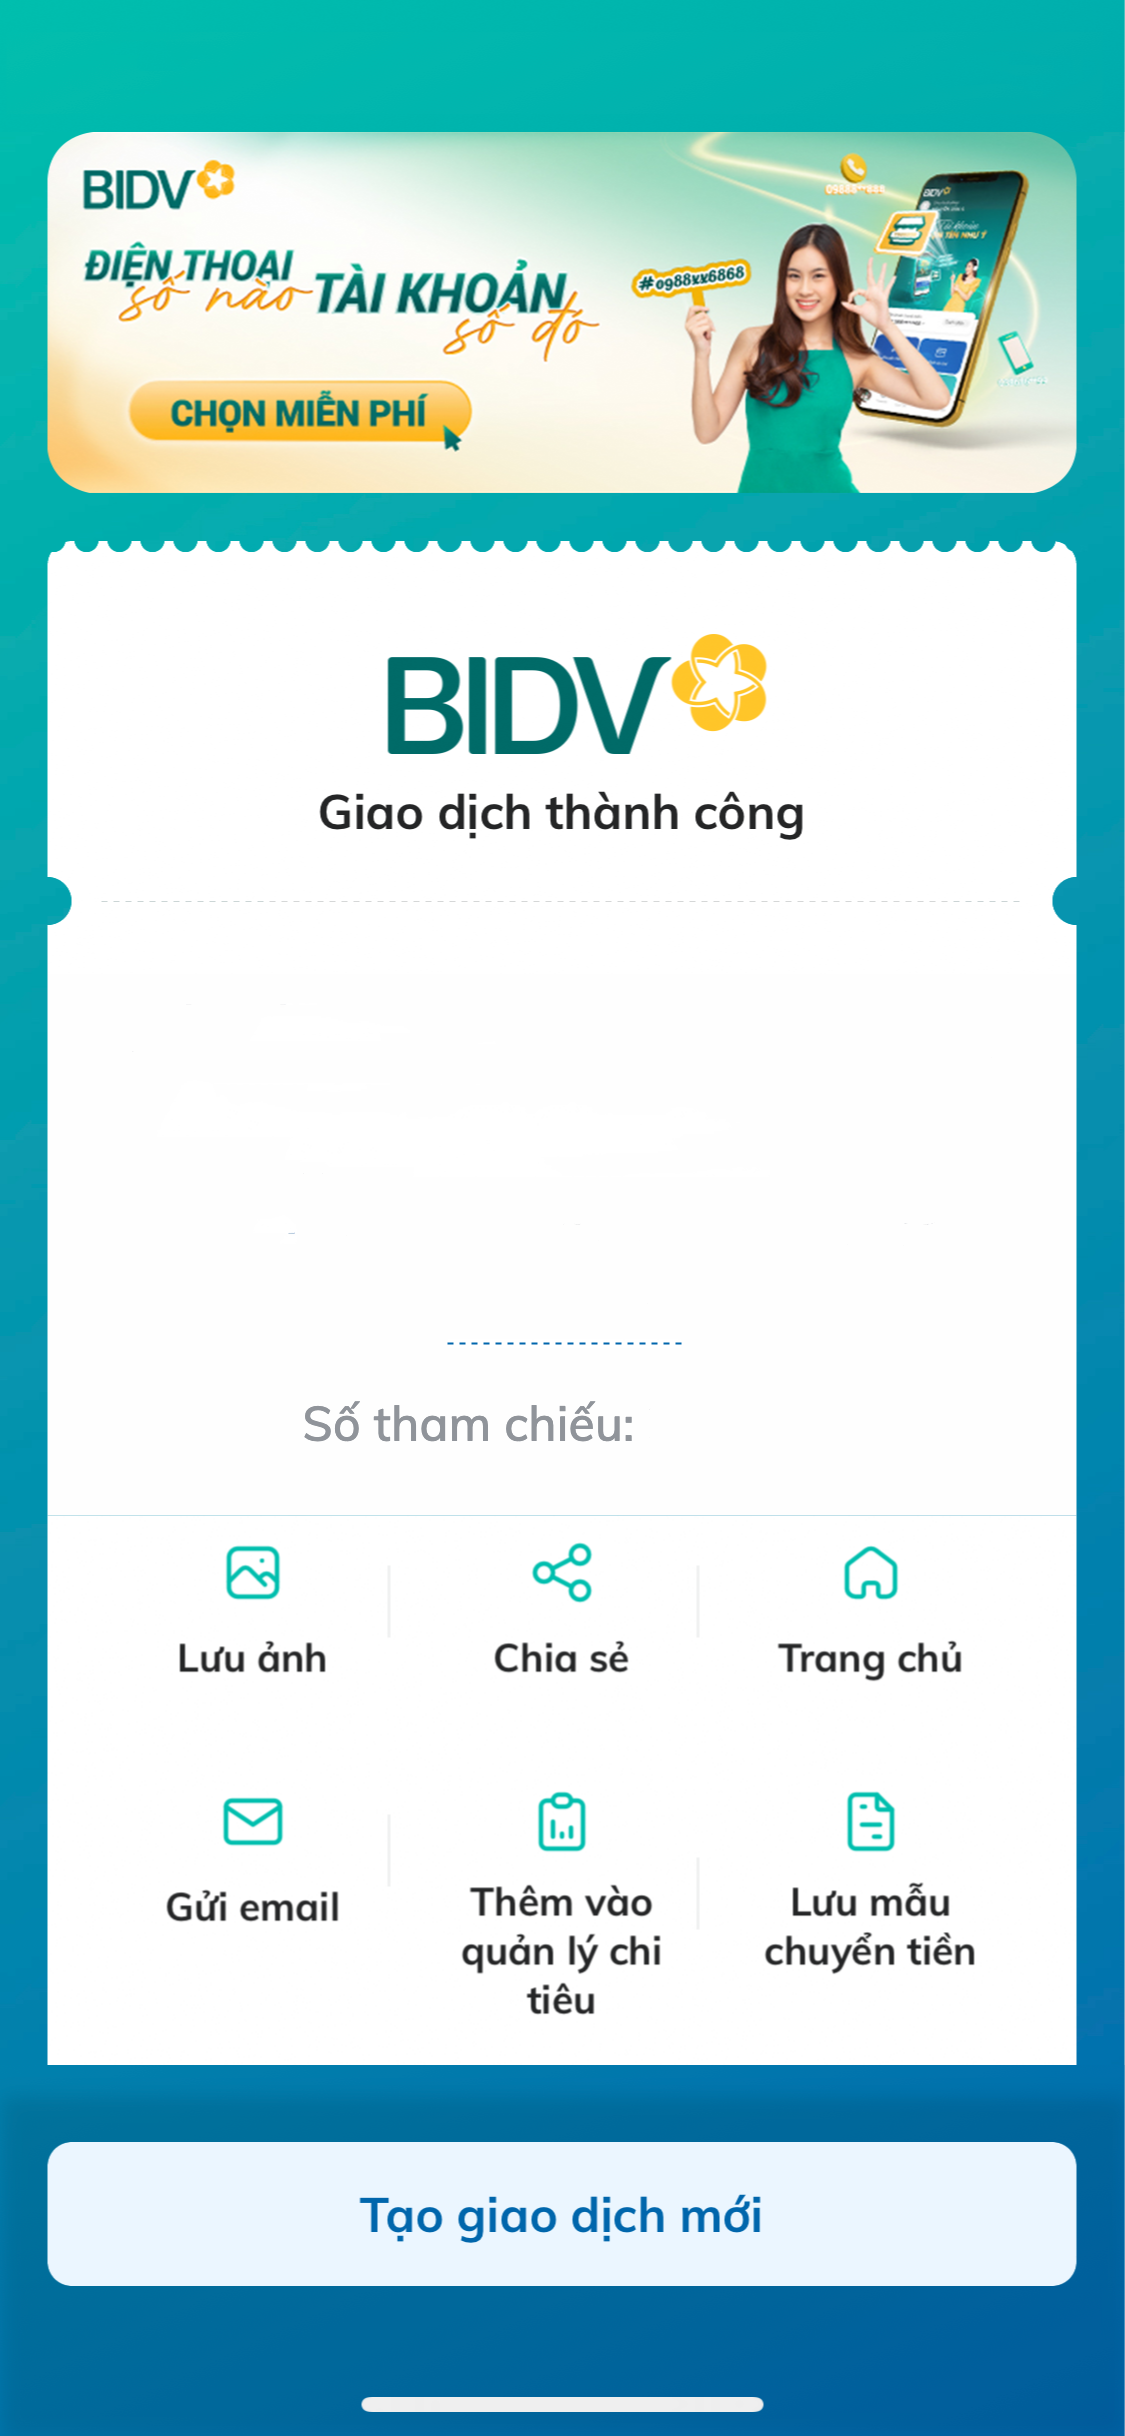 BIDV
ĐIỆN THOẠI
số nào TÀI KHOẢN
số đó
#0988xx6868
CHỌN MIỄN PHÍ
BIDV
Giao dịch thành công
Số tham chiếu:
Lưu ảnh
Chia sẻ
Trang chủ
Gửi email
Thêm vào
quản lý chi
tiêu
Lưu mẫu
chuyển tiền
Tạo giao dịch mới